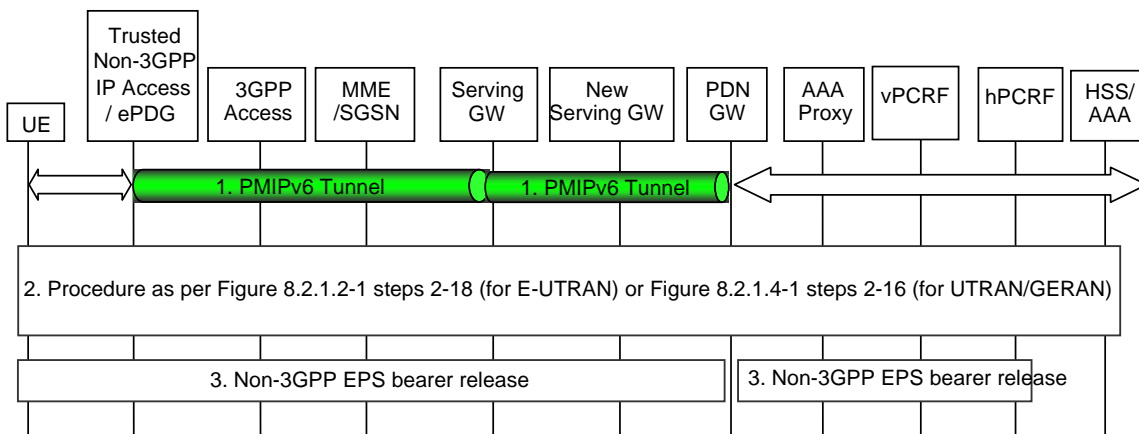 UE
Trusted
Non-3GPP
IP Access
/ ePDG
3GPP
Access
MME
/SGSN
Serving
GW
New
Serving GW
PDN
GW
AAA
Proxy
vPCRF
hPCRF
HSS/
AAA
1. PMIPv6 Tunnel
1. PMIPv6 Tunnel
2. Procedure as per Figure 8.2.1.2-1 steps 2-18 (for E-UTRAN) or Figure 8.2.1.4-1 steps 2-16 (for UTRAN/GERAN)
3. Non-3GPP EPS bearer release
3. Non-3GPP EPS bearer release